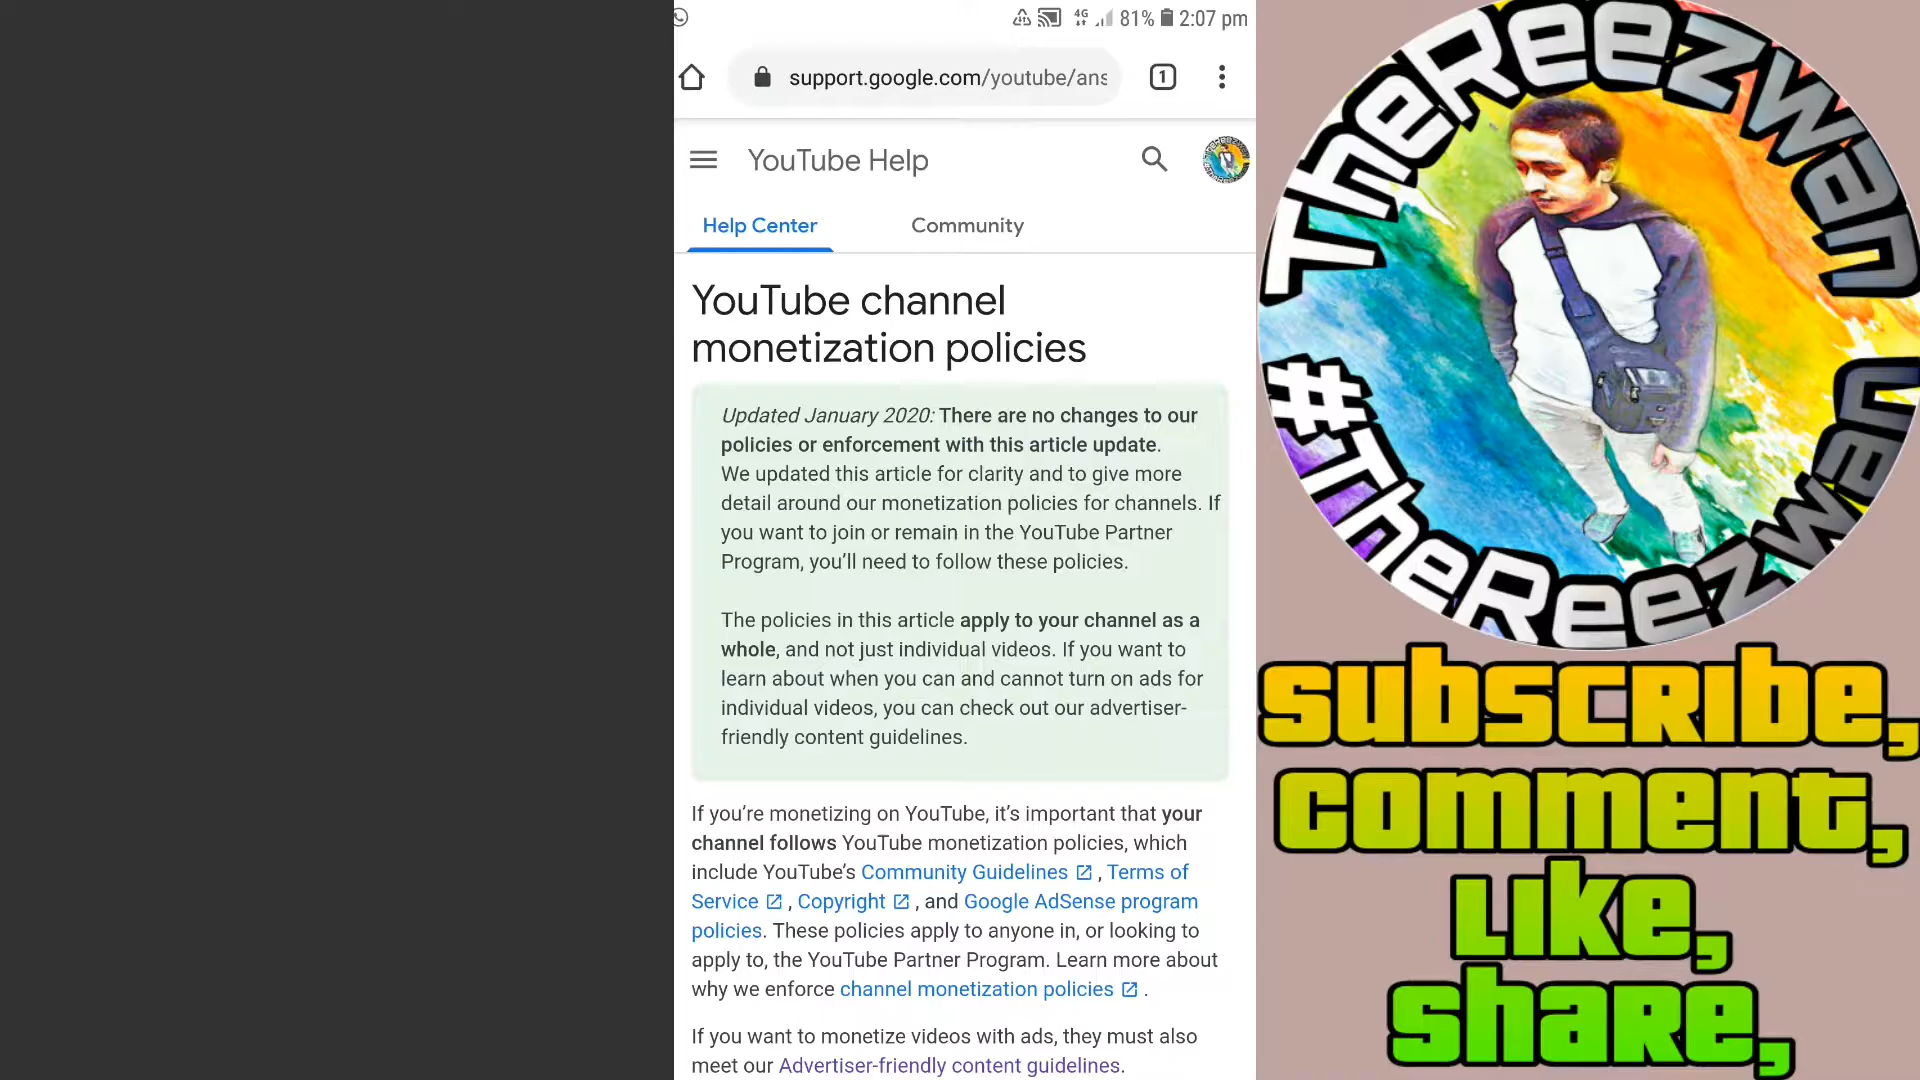 4G 81% 2:07 pm
support.google.com/youtube/ans
1
YouTube Help
Help Center Community
YouTube channel
monetization policies
Updated January 2020: There are no changes to our
policies or enforcement with this article update.
We updated this article for clarity and to give more
detail around our monetization policies for channels. If
you want to join or remain in the YouTube Partner
Program, you’ll need to follow these policies.
The policies in this article apply to your channel as a
whole, and not just individual videos. If you want to
learn about when you can and cannot turn on ads for
individual videos, you can check out our advertiser-
friendly content guidelines.
If you’re monetizing on YouTube, it’s important that your
channel follows YouTube monetization policies, which
include YouTube’s Community Guidelines , Terms of
Service , Copyright , and Google AdSense program
policies. These policies apply to anyone in, or looking to
apply to, the YouTube Partner Program. Learn more about
why we enforce channel monetization policies .
If you want to monetize videos with ads, they must also
meet our Advertiser-friendly content guidelines.
TheReezwan
#TheReezwan
Subscribe,
Comment,
Like,
Share,